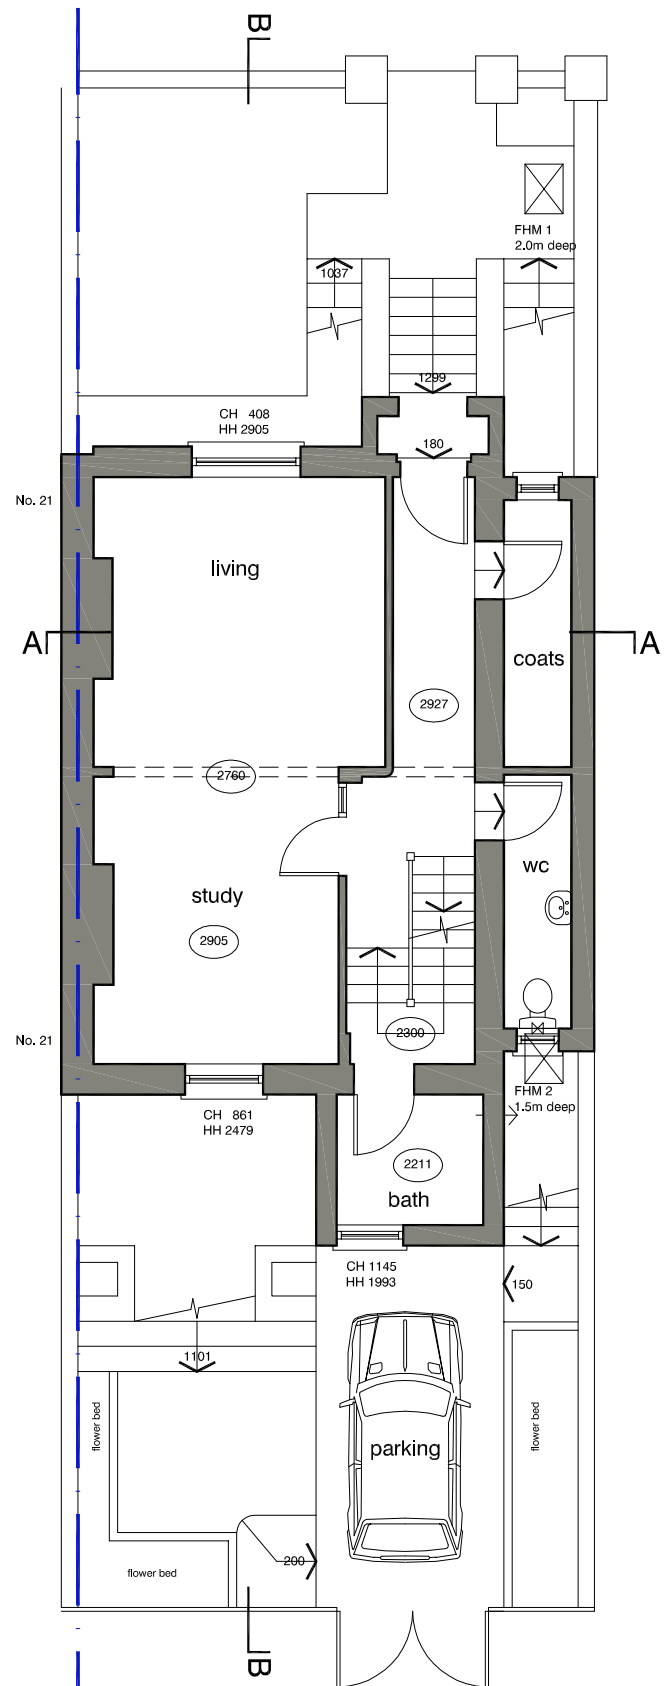 B
FHM 1
2.0m deep
1037
1299
CH 408
HH 2905
180
No. 21
living
A
A
coats
2927
2760
wc
study
2905
2300
No. 21
FHM 2
1.5m deep
CH 861
HH 2479
2211
bath
CH 1145
HH 1993
150
1101
flower bed
flower bed
parking
200
flower bed
B